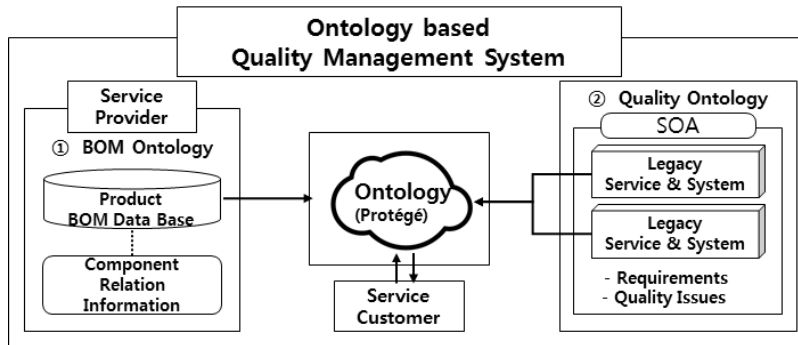 Ontology based
Quality Management System
Service
Provider
① BOM Ontology
Product
BOM Data Base
Component
Relation
Information
Ontology
(Protégé)
Service
Customer
② Quality Ontology
SOA
Legacy
Service & System
Legacy
Service & System
- Requirements
- Quality Issues